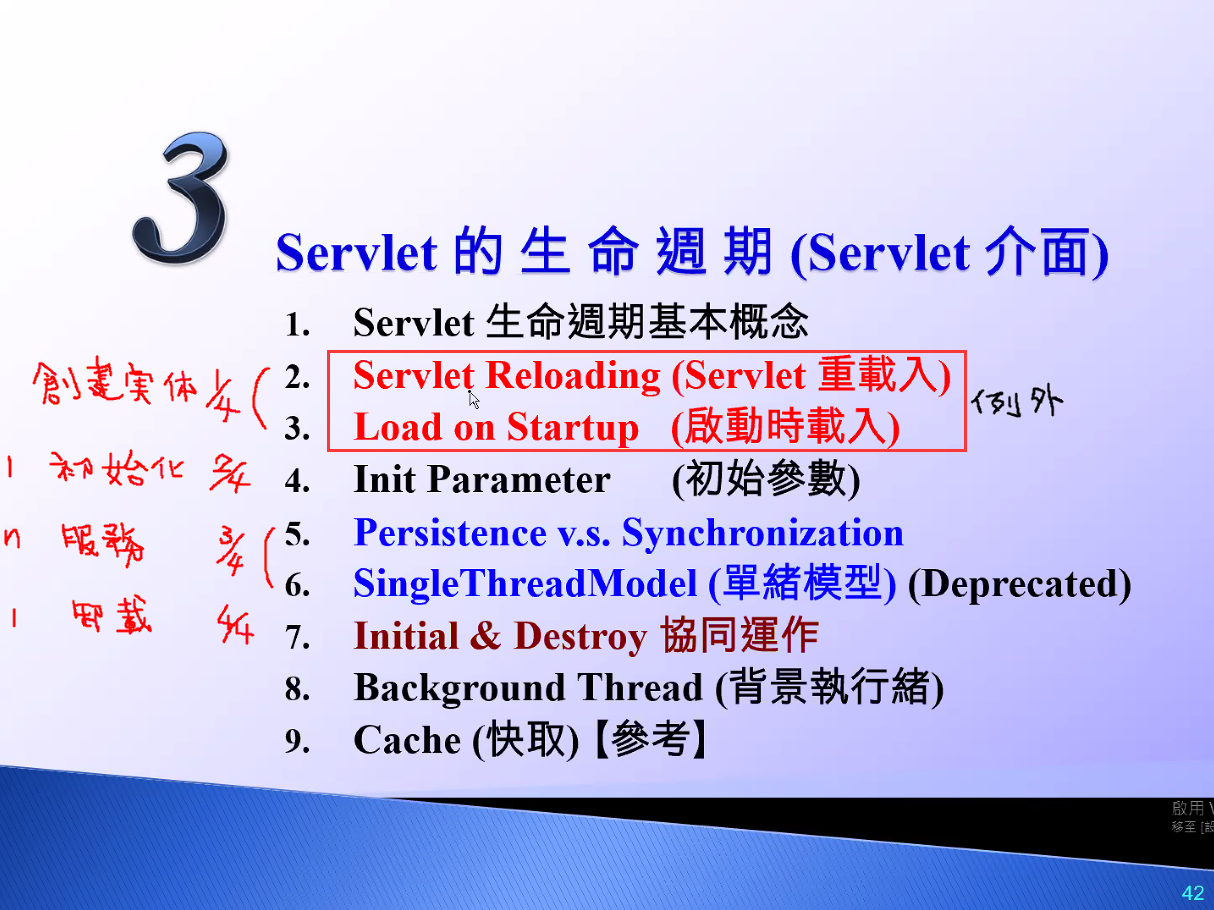 3
Servlet 的 生 命 週 期 (Servlet 介面)
1. Servlet 生命週期基本概念
創建实体 1/4 ( 2. Servlet Reloading (Servlet 重載入)
3. Load on Startup (啟動時載入)
例外
1 初始化 2/4 4. Init Parameter (初始參數)
n 服務 3/4 ( 5. Persistence v.s. Synchronization
6. SingleThreadModel (單緒模型) (Deprecated)
1 卸載 4/4 7. Initial & Destroy 協同運作
8. Background Thread (背景執行緒)
9. Cache (快取)【參考】
啟用
移至 [設
42